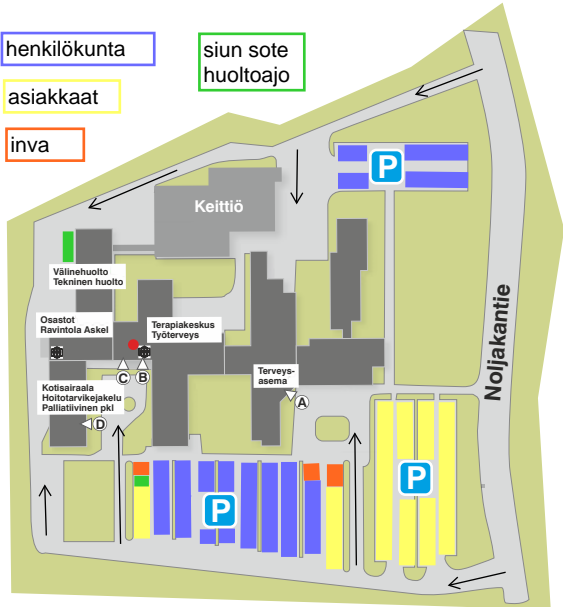 henkilökunta
siun sote
huoltoajo
asiakkaat
inva
P
Keittiö
Välinehuolto
Tekninen huolto
Osastot
Ravintola Askel
Terapiakeskus
Työterveys
Noljakantie
Terveys-
asema
Kotisairaala
Hoitotarvikejakelu
Palliatiivinen pkl
C
B
A
D
P
P